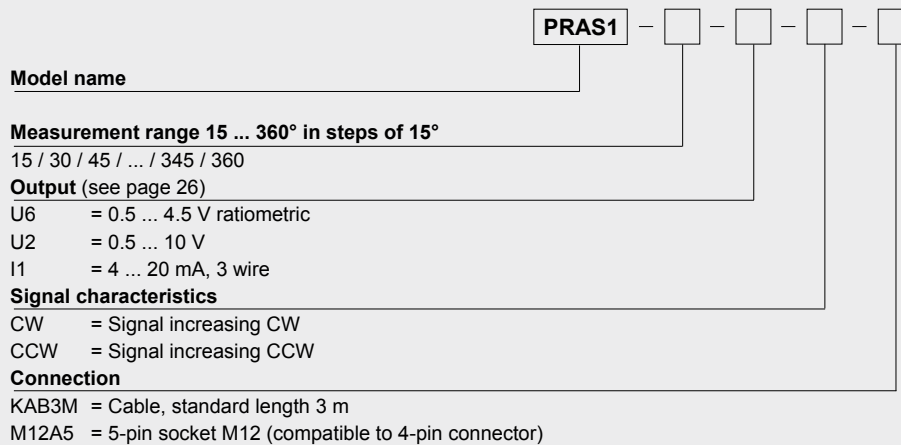 PRAS1 – – – –
Model name
Measurement range 15 ... 360° in steps of 15°
15 / 30 / 45 / ... / 345 / 360
Output (see page 26)
U6 = 0.5 ... 4.5 V ratiometric
U2 = 0.5 ... 10 V
I1 = 4 ... 20 mA, 3 wire
Signal characteristics
CW = Signal increasing CW
CCW = Signal increasing CCW
Connection
KAB3M = Cable, standard length 3 m
M12A5 = 5-pin socket M12 (compatible to 4-pin connector)